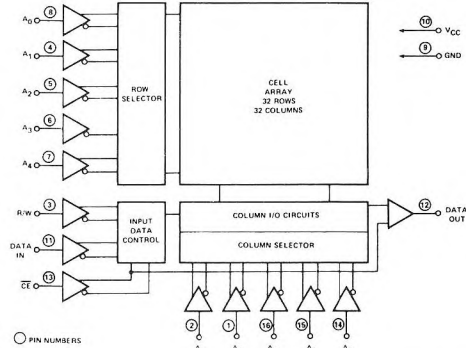 A0 8
A1 4
A2 5
A3 6
A4 7
ROW
SELECTOR
CELL
ARRAY
32 ROWS
32 COLUMNS
10 VCC
9 GND
R/W 3
DATA
IN 11
CE 13
INPUT
DATA
CONTROL
COLUMN I/O CIRCUITS
COLUMN SELECTOR
12 DATA
OUT
2 1 16 15 14
PIN NUMBERS